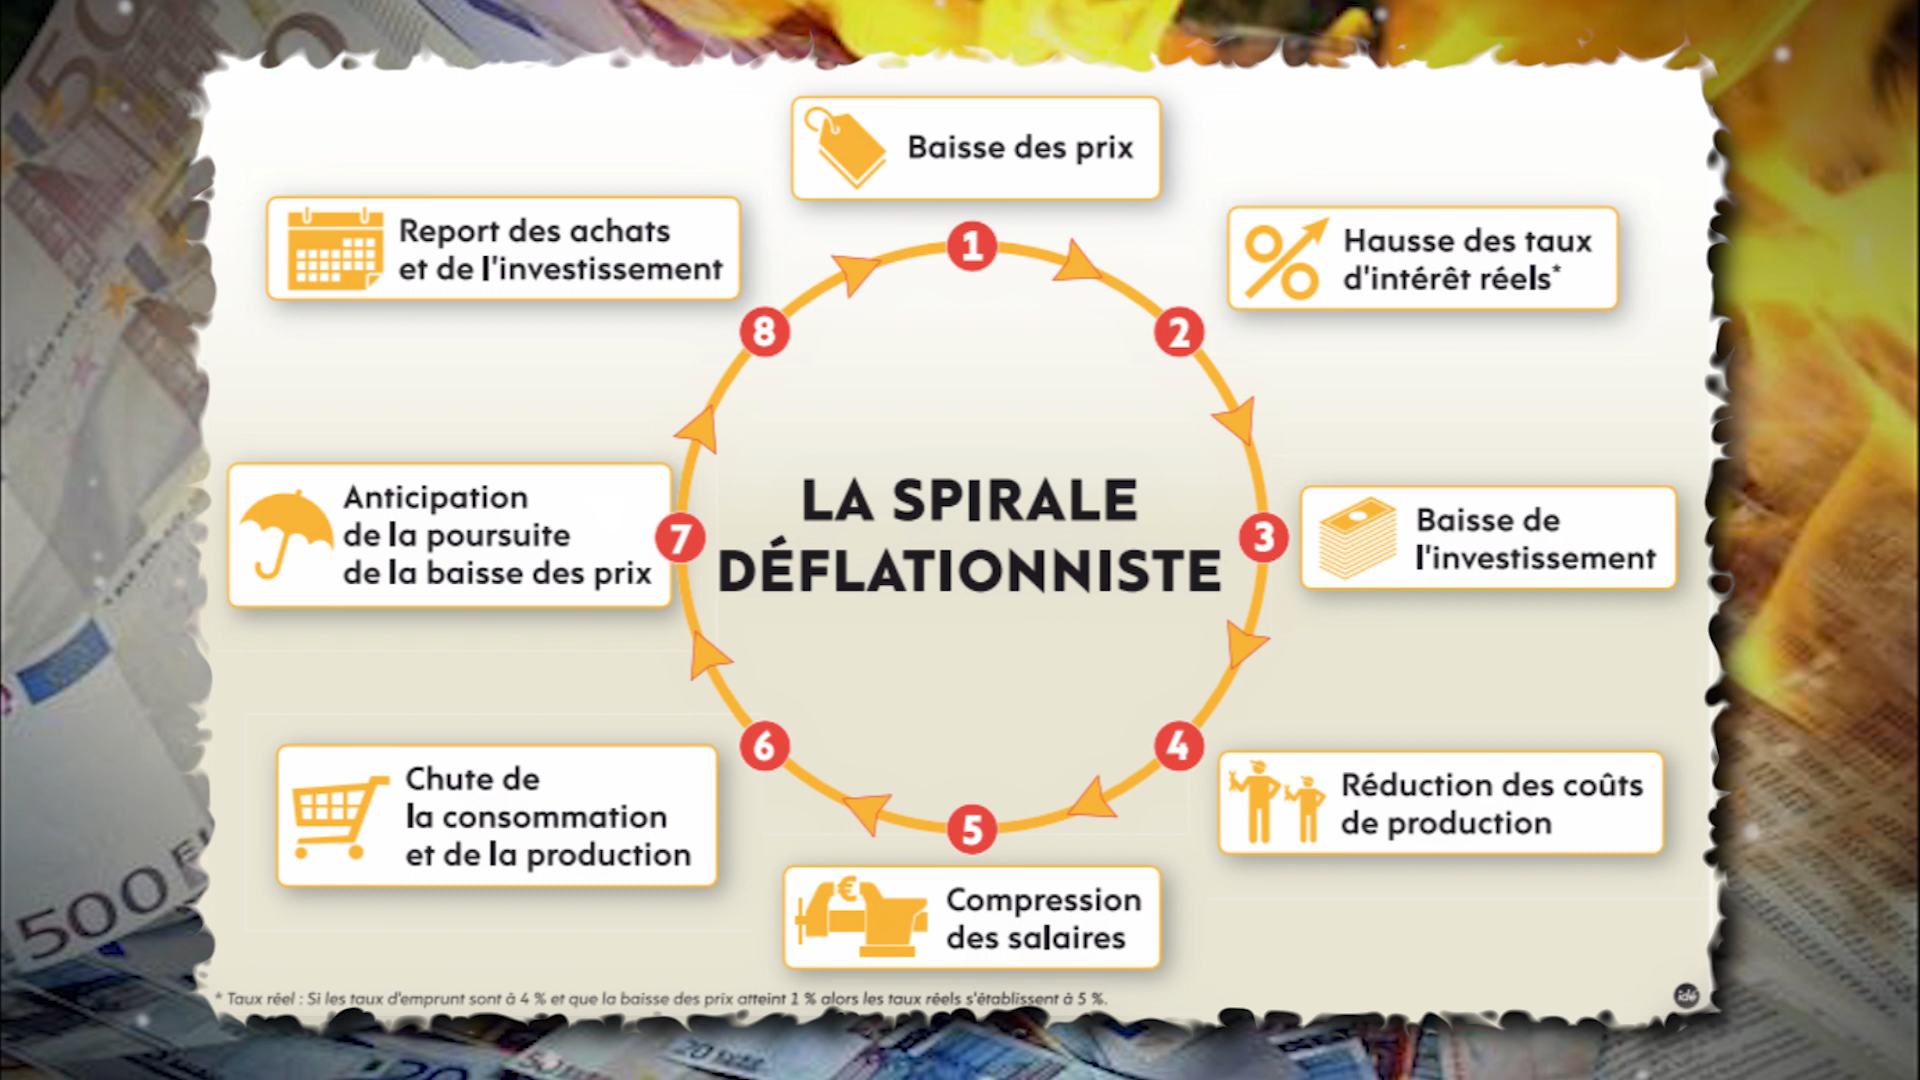 Baisse des prix
1
Hausse des taux
d'intérêt réels*
2
Baisse de
l'investissement
3
Réduction des coûts
de production
4
Compression
des salaires
5
€
Chute de
la consommation
et de la production
6
Anticipation
de la poursuite
de la baisse des prix
7
Report des achats
et de l'investissement
8
LA SPIRALE
DÉFLATIONNISTE
* Taux réel : Si les taux d'emprunt sont à 4 % et que la baisse des prix atteint 1 % alors les taux réels s'établissent à 5 %.
idé
500
50
20